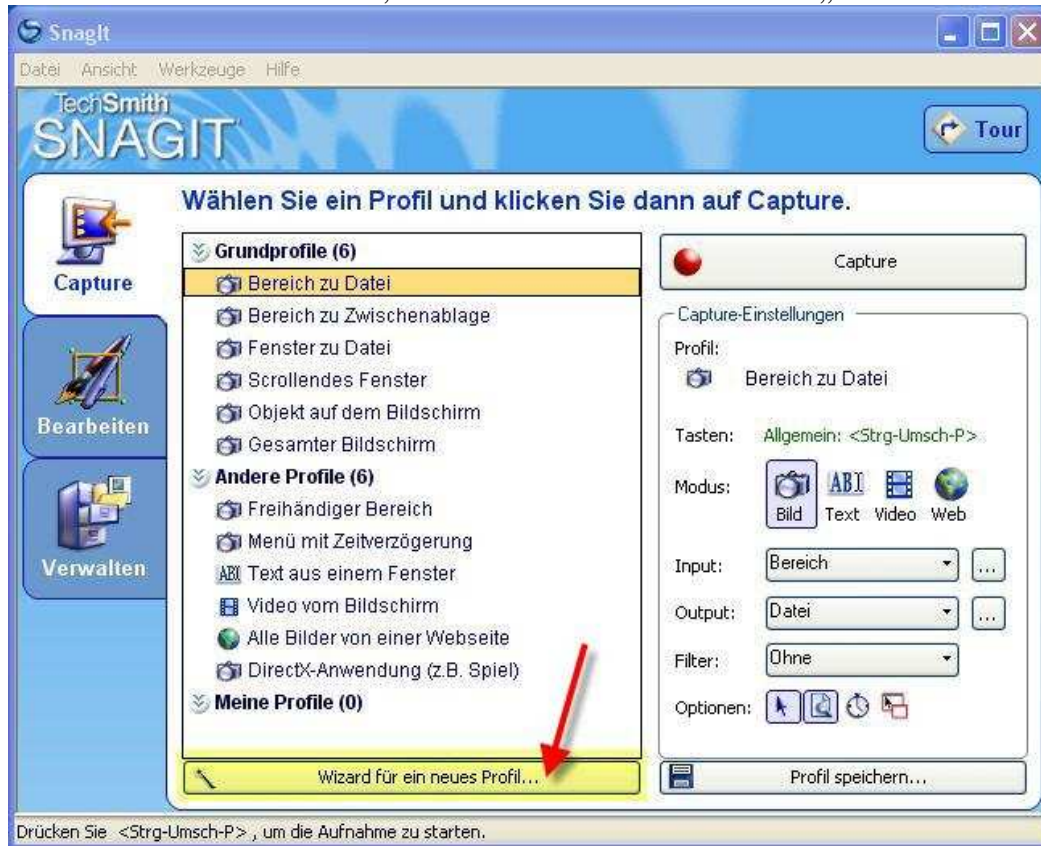 SnagIt
Datei Ansicht Werkzeuge Hilfe
TechSmith
SNAGIT
Tour
Wählen Sie ein Profil und klicken Sie dann auf Capture.
Capture
Bearbeiten
Verwalten
Grundprofile (6)
Bereich zu Datei
Bereich zu Zwischenablage
Fenster zu Datei
Scrollendes Fenster
Objekt auf dem Bildschirm
Gesamter Bildschirm
Andere Profile (6)
Freihändiger Bereich
Menü mit Zeitverzögerung
ABI Text aus einem Fenster
Video vom Bildschirm
Alle Bilder von einer Webseite
DirectX-Anwendung (z.B. Spiel)
Meine Profile (0)
Wizard für ein neues Profil...
Capture
Capture-Einstellungen
Profil:
Bereich zu Datei
Tasten: Allgemein: <Strg-Umsch-P>
Modus: ABI
Bild Text Video Web
Input: Bereich ...
Output: Datei ...
Filter: Ohne
Optionen:
Profil speichern...
Drücken Sie <Strg-Umsch-P> , um die Aufnahme zu starten.